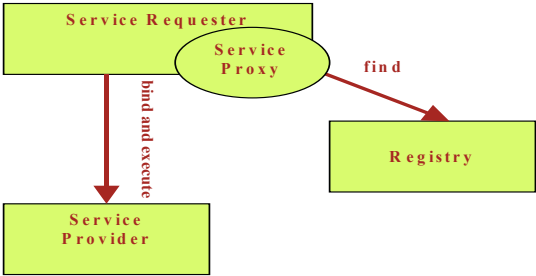 Service Requester
Service
Proxy
find
bind and execute
Registry
Service
Provider